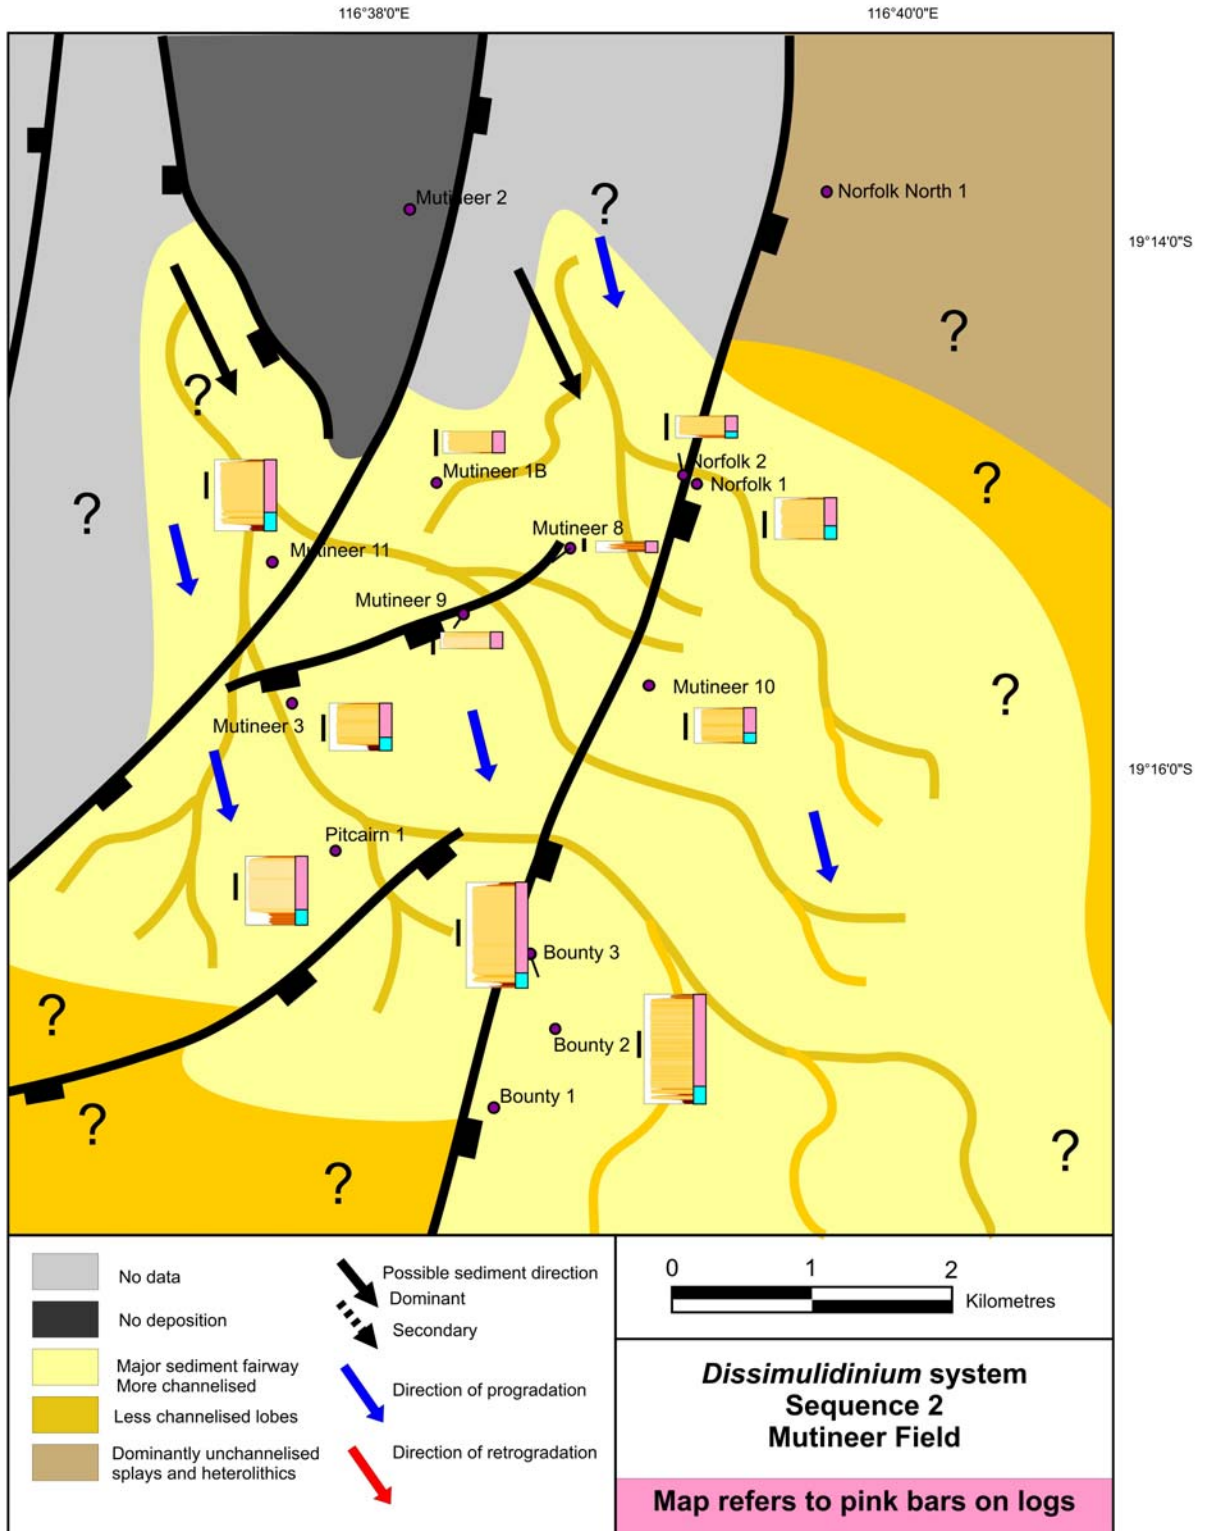 116°38'0"E
116°40'0"E
Mutineer 2
?
Norfolk North 1
19°14'0"S
?
?
?
Norfolk 2
Mutineer 1B
Norfolk 1
?
Mutineer 8
Mutineer 11
Mutineer 9
?
Mutineer 10
Mutineer 3
19°16'0"S
Pitcairn 1
Bounty 3
?
Bounty 2
Bounty 1
?
?
?
No data
No deposition
Major sediment fairway
More channelised
Less channelised lobes
Dominantly unchannelised
splays and heterolithics
Possible sediment direction
Dominant
Secondary
Direction of progradation
Direction of retrogradation
0 1 2
Kilometres
Dissimulidinium system
Sequence 2
Mutineer Field
Map refers to pink bars on logs